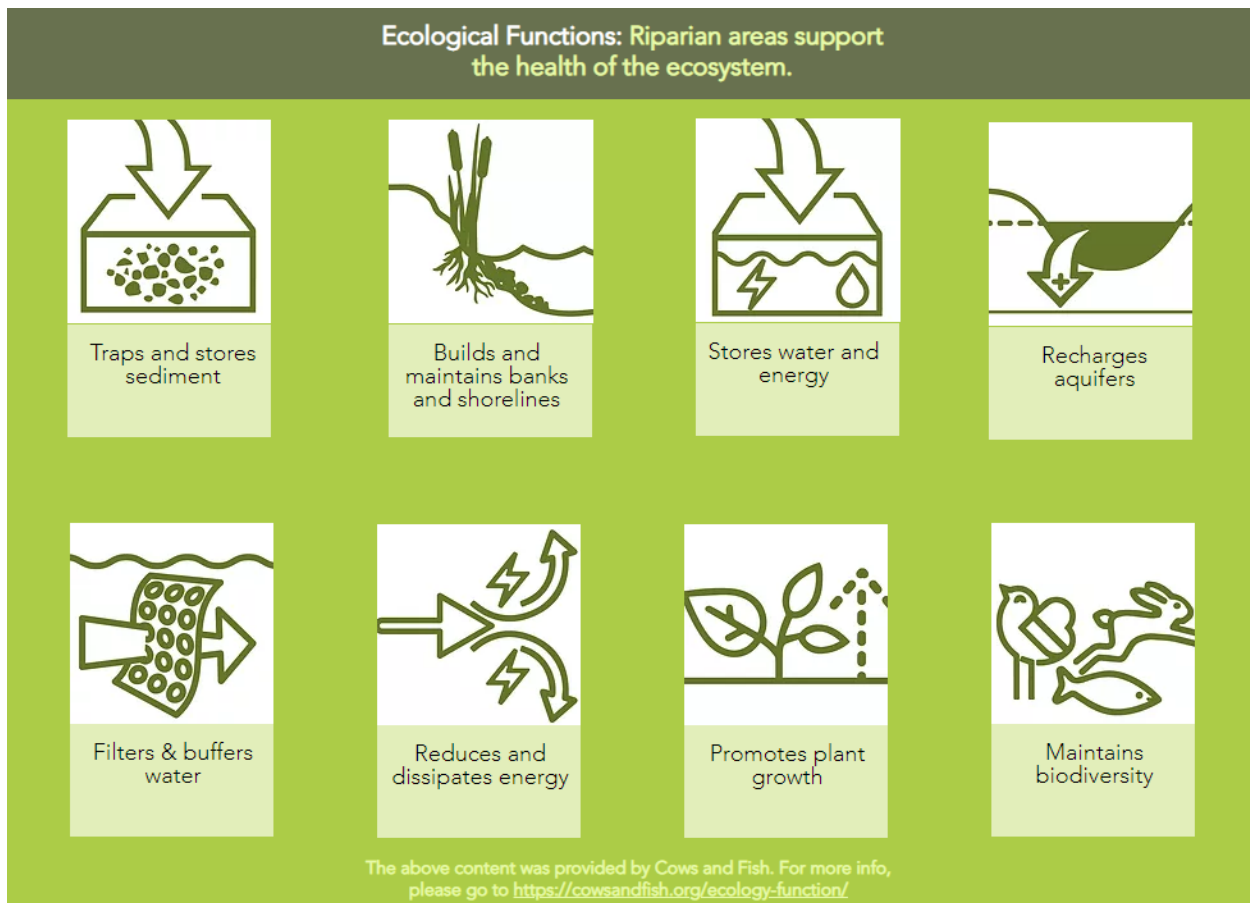 Ecological Functions: Riparian areas support
the health of the ecosystem.
Traps and stores
sediment
Builds and
maintains banks
and shorelines
Stores water and
energy
Recharges
aquifers
Filters & buffers
water
Reduces and
dissipates energy
Promotes plant
growth
Maintains
biodiversity
The above content was provided by Cows and Fish. For more info,
please go to https://cowsandfish.org/ecology-function/